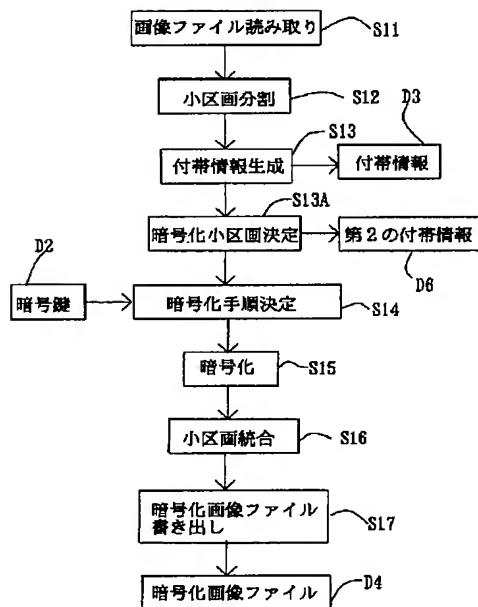 画像ファイル読み取り
S11
小区画分割
S12
D3
S13
付帯情報生成
付帯情報
S13A
暗号化小区画決定
第2の付帯情報
D2
D6
暗号鍵
暗号化手順決定
S14
暗号化
S15
小区画統合
S16
暗号化画像ファイル
書き出し
S17
暗号化画像ファイル
D4